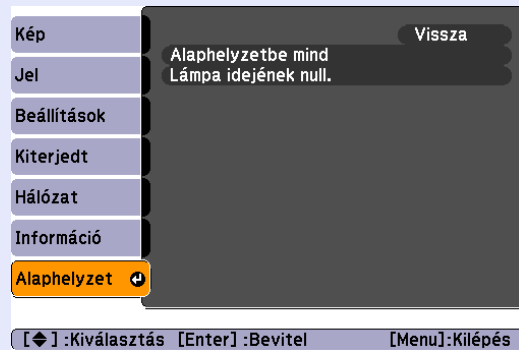 Kép
Jel
Beállítások
Kiterjedt
Hálózat
Információ
Alaphelyzet
Vissza
Alaphelyzetbe mind
Lámpa idejének null.
[◆] :Kiválasztás [Enter] :Bevitel [Menu]:Kilépés